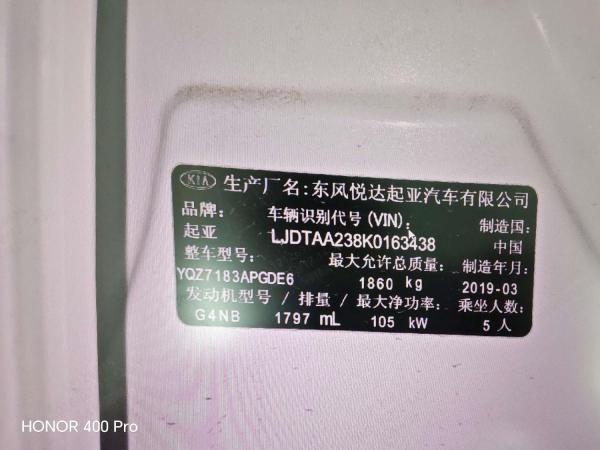 KIA 生产厂名:东风悦达起亚汽车有限公司
品牌: 车辆识别代号(VIN): 制造国:
起亚 LJDTAA238K0163438 中国
整车型号: 最大允许总质量: 制造年月:
YQZ7183APGDE6 1860 kg 2019-03
发动机型号 / 排量 / 最大净功率: 乘坐人数:
G4NB 1797 mL 105 kW 5 人
HONOR 400 Pro